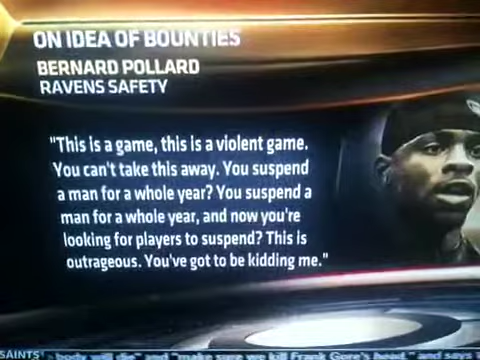 ON IDEA OF BOUNTIES
BERNARD POLLARD
RAVENS SAFETY
"This is a game, this is a violent game.
You can't take this away. You suspend
a man for a whole year? You suspend a
man for a whole year, and now you're
looking for players to suspend? This is
outrageous. You've got to be kidding me."
SAINTS body will die" and "make sure we kill Frank Gore's head," and says